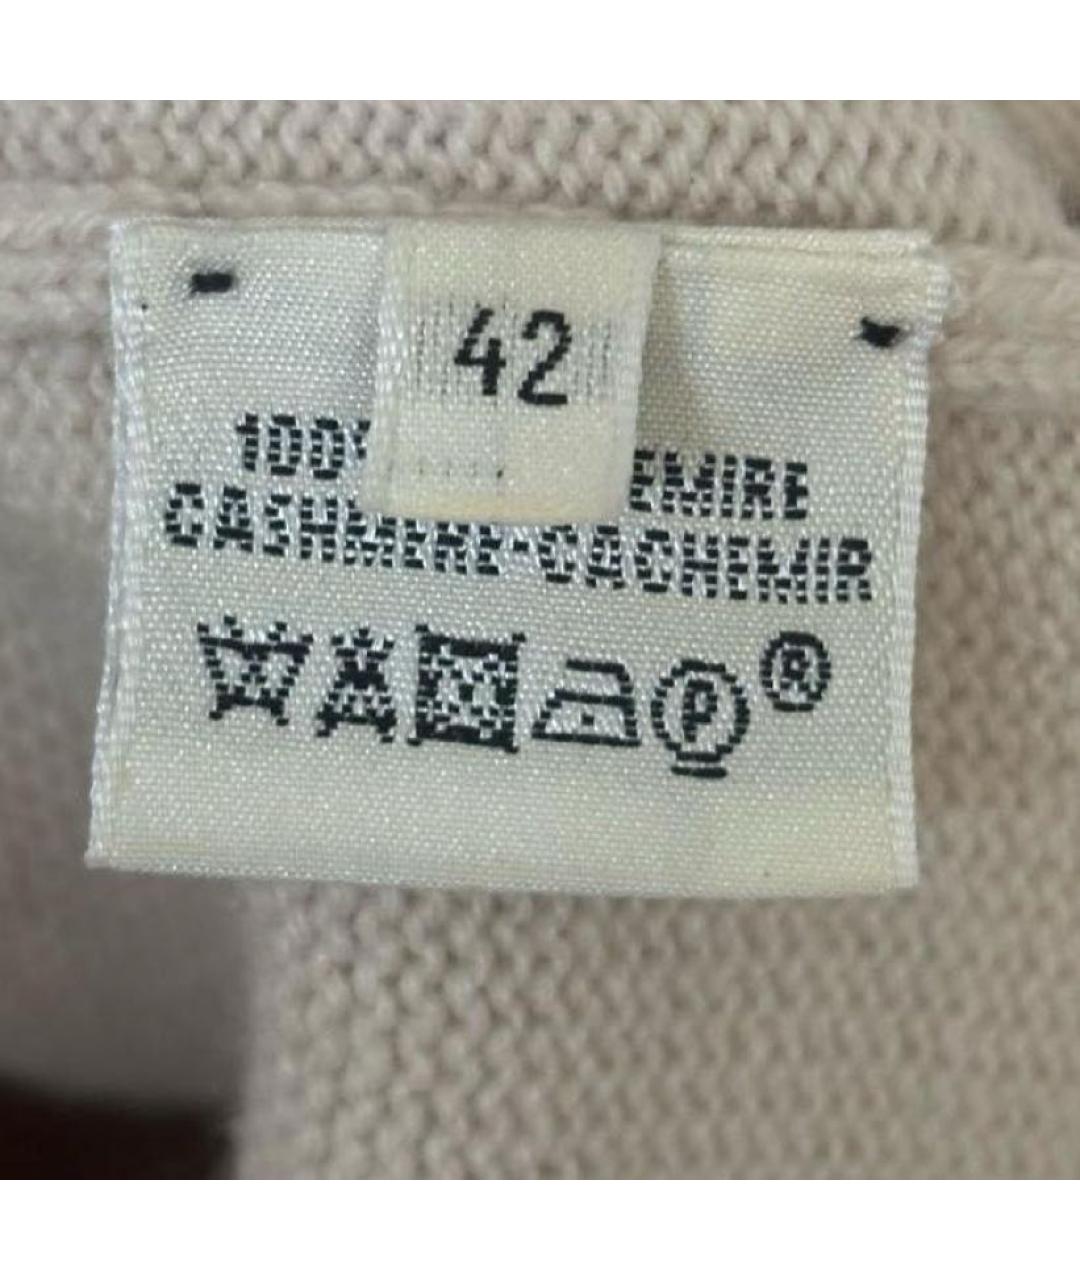 42
100% EMIRE
CASHMERE-CACHEMIR
P ®